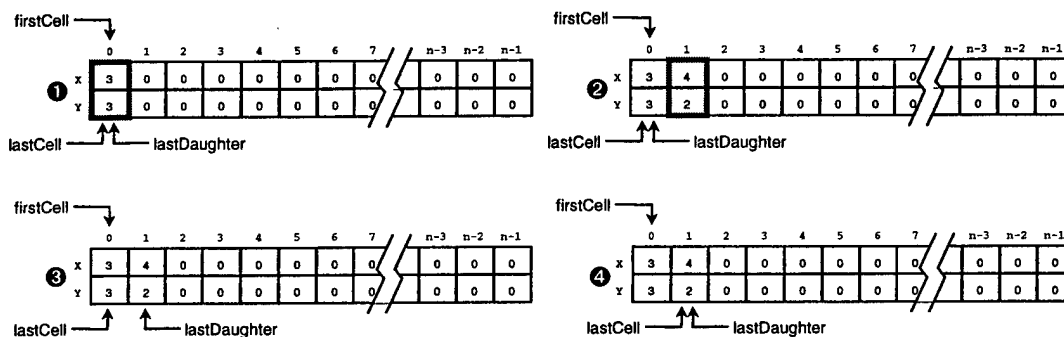 firstCell
0 1 2 3 4 5 6 7 n-3 n-2 n-1
X 3 0 0 0 0 0 0 0 0 0 0
❶
Y 3 0 0 0 0 0 0 0 0 0 0
lastCell lastDaughter
firstCell
0 1 2 3 4 5 6 7 n-3 n-2 n-1
X 3 4 0 0 0 0 0 0 0 0 0
❷
Y 3 2 0 0 0 0 0 0 0 0 0
lastCell lastDaughter
firstCell
0 1 2 3 4 5 6 7 n-3 n-2 n-1
X 3 4 0 0 0 0 0 0 0 0 0
❸
Y 3 2 0 0 0 0 0 0 0 0 0
lastCell lastDaughter
firstCell
0 1 2 3 4 5 6 7 n-3 n-2 n-1
X 3 4 0 0 0 0 0 0 0 0 0
❹
Y 3 2 0 0 0 0 0 0 0 0 0
lastCell lastDaughter